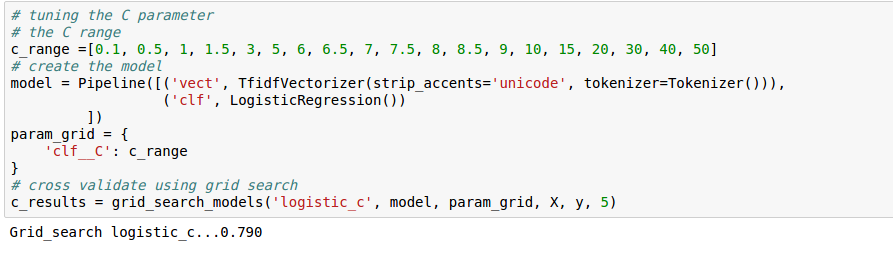 # tuning the C parameter
# the C range
c_range =[0.1, 0.5, 1, 1.5, 3, 5, 6, 6.5, 7, 7.5, 8, 8.5, 9, 10, 15, 20, 30, 40, 50]
# create the model
model = Pipeline([('vect', TfidfVectorizer(strip_accents='unicode', tokenizer=Tokenizer())),
                  ('clf', LogisticRegression())
         ])
param_grid = {
    'clf__C': c_range
}
# cross validate using grid search
c_results = grid_search_models('logistic_c', model, param_grid, X, y, 5)
Grid_search logistic_c...0.790